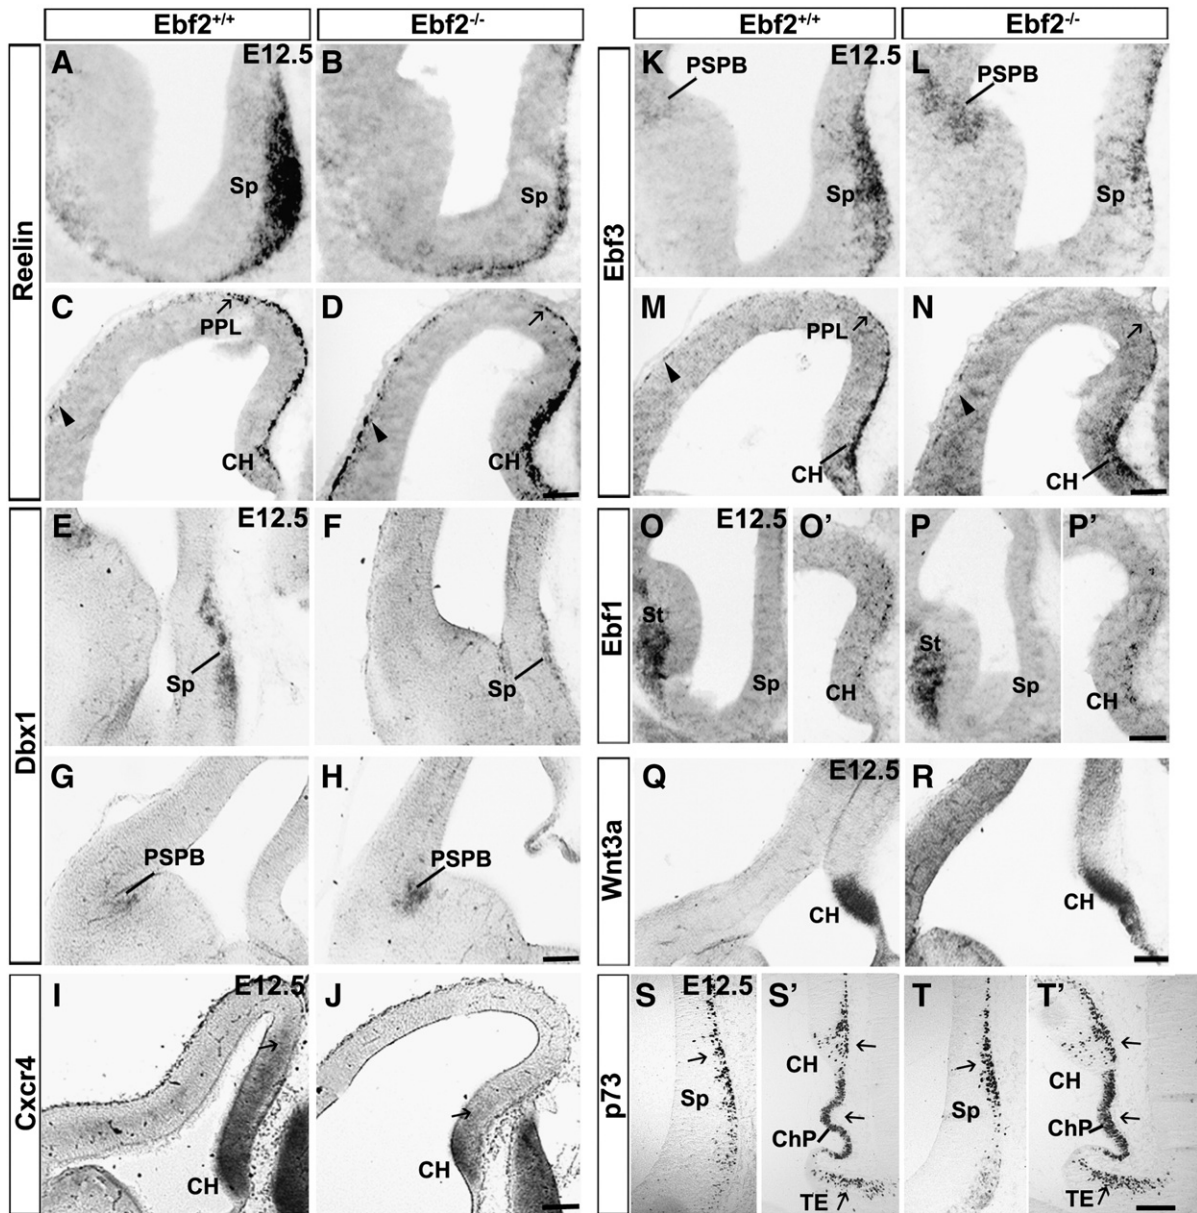 Ebf2+/+ Ebf2-/- Ebf2+/+ Ebf2-/-
Reelin
A E12.5 B
Sp Sp
C D
PPL
CH CH
Ebf3
K E12.5 L
PSPB PSPB
Sp Sp
M N
PPL
CH CH
Dbx1
E E12.5 F
Sp Sp
G H
PSPB PSPB
Ebf1
O E12.5 O' P P'
St St
Sp CH Sp CH
Wnt3a
Q E12.5 R
CH CH
Cxcr4
I E12.5 J
CH CH
p73
S E12.5 S' T T'
Sp CH Sp CH
ChP ChP
TE TE